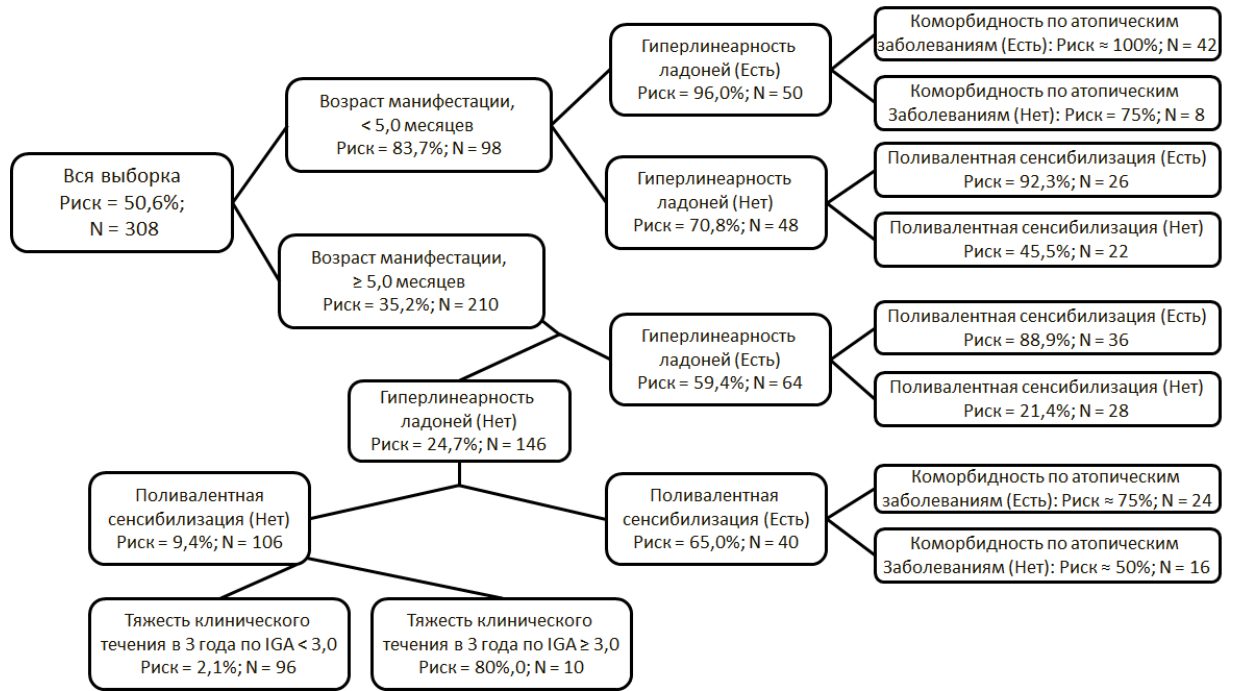 Вся выборка
Риск = 50,6%;
N = 308
Возраст манифестации,
< 5,0 месяцев
Риск = 83,7%; N = 98
Возраст манифестации,
≥ 5,0 месяцев
Риск = 35,2%; N = 210
Гиперлинеарность
ладоней (Есть)
Риск = 96,0%; N = 50
Гиперлинеарность
ладоней (Нет)
Риск = 70,8%; N = 48
Коморбидность по атопическим
заболеваниям (Есть): Риск ≈ 100%; N = 42
Коморбидность по атопическим
Заболеваниям (Нет): Риск = 75%; N = 8
Поливалентная сенсибилизация (Есть)
Риск = 92,3%; N = 26
Поливалентная сенсибилизация (Нет)
Риск = 45,5%; N = 22
Гиперлинеарность
ладоней (Есть)
Риск = 59,4%; N = 64
Поливалентная сенсибилизация (Есть)
Риск = 88,9%; N = 36
Поливалентная сенсибилизация (Нет)
Риск = 21,4%; N = 28
Гиперлинеарность
ладоней (Нет)
Риск = 24,7%; N = 146
Поливалентная
сенсибилизация (Нет)
Риск = 9,4%; N = 106
Поливалентная
сенсибилизация (Есть)
Риск = 65,0%; N = 40
Коморбидность по атопическим
заболеваниям (Есть): Риск ≈ 75%; N = 24
Коморбидность по атопическим
Заболеваниям (Нет): Риск ≈ 50%; N = 16
Тяжесть клинического
течения в 3 года по IGA < 3,0
Риск = 2,1%; N = 96
Тяжесть клинического
течения в 3 года по IGA ≥ 3,0
Риск = 80%,0; N = 10